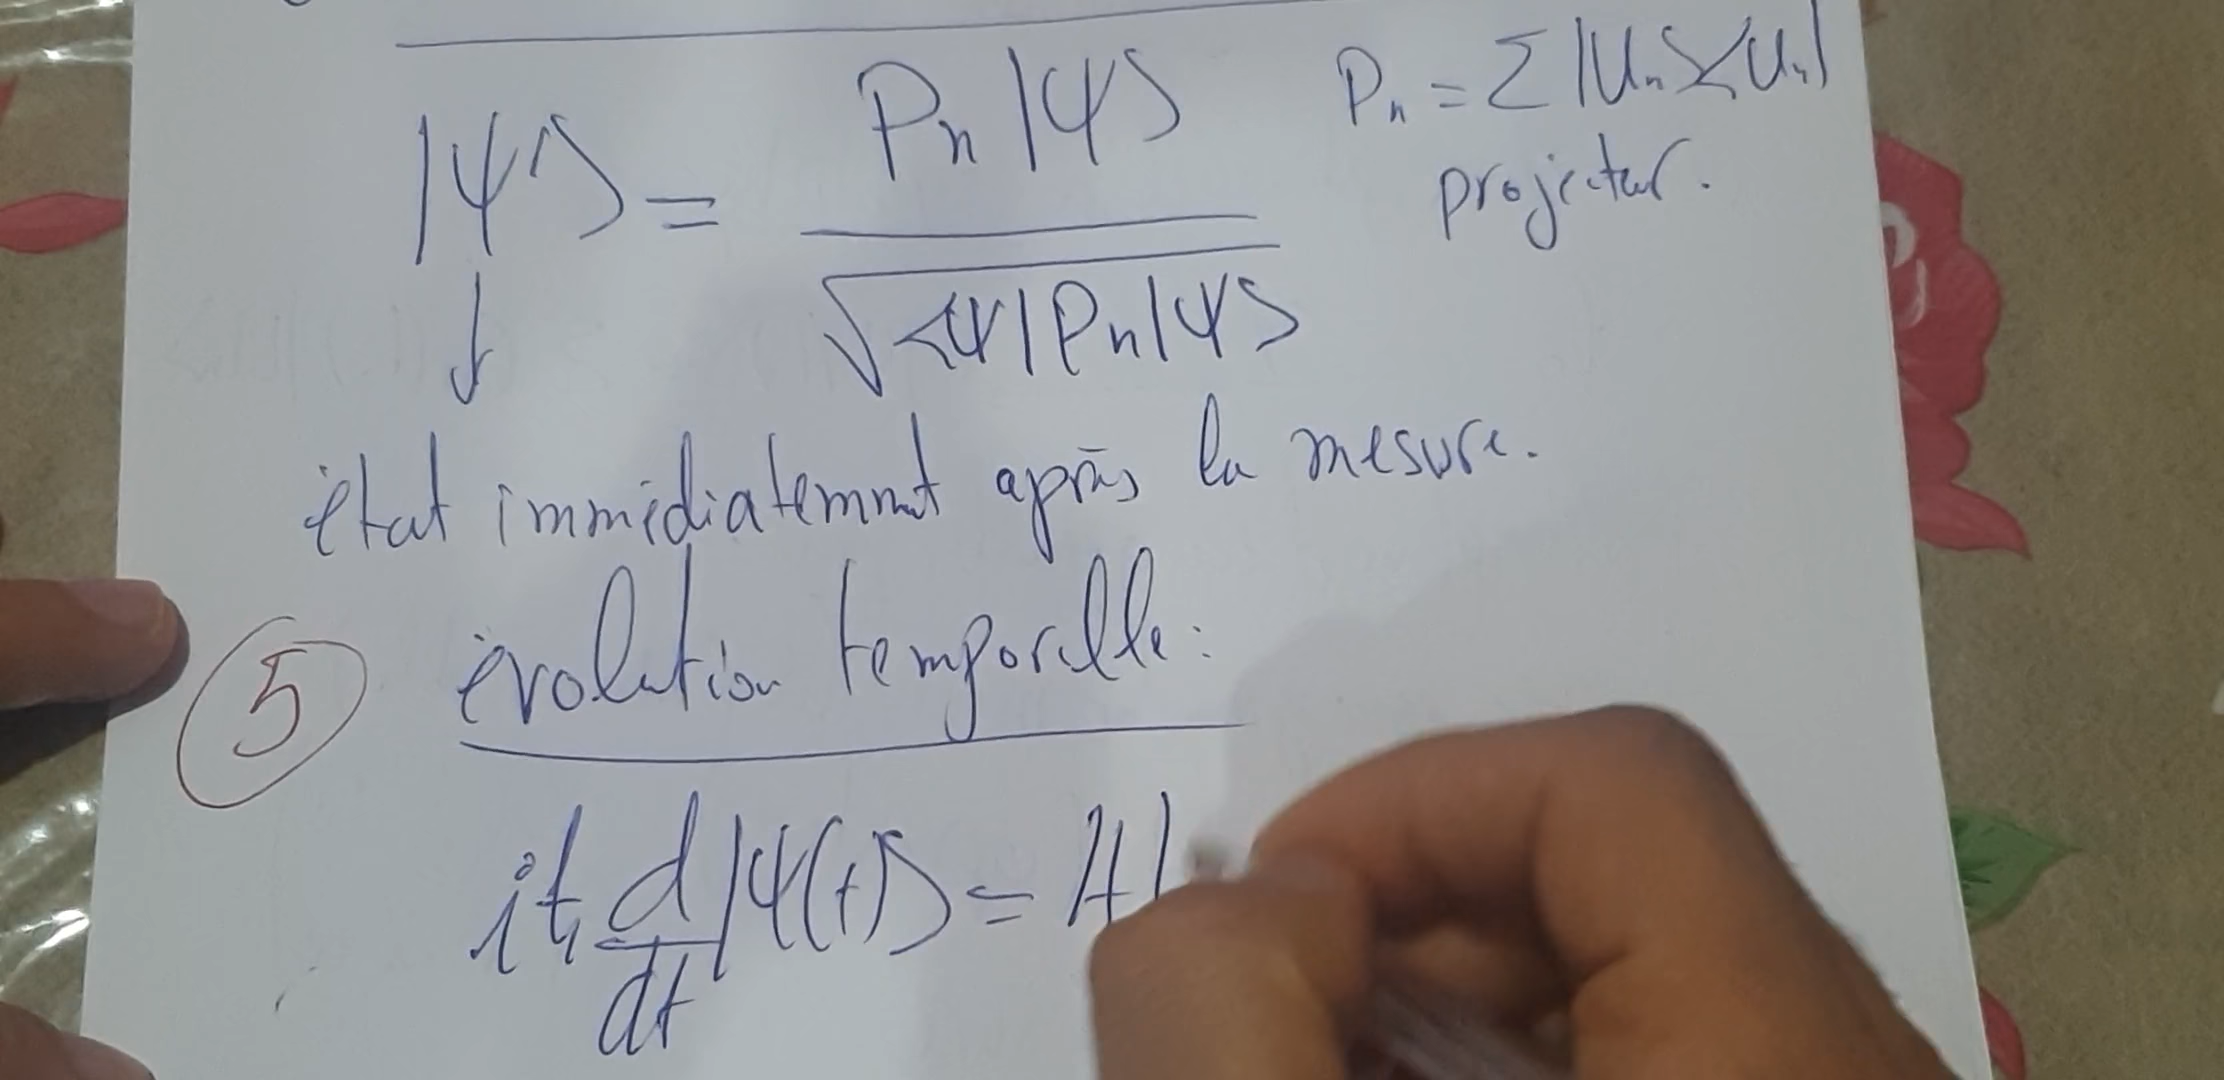 |ψ'> = Pn |ψ> / √<ψ|Pn|ψ>
Pn = Σ |Un><Un|
projecteur.
↓
état immédiatement après la mesure.
5 évolution temporelle:
iħ d/dt |ψ(t)> = H |